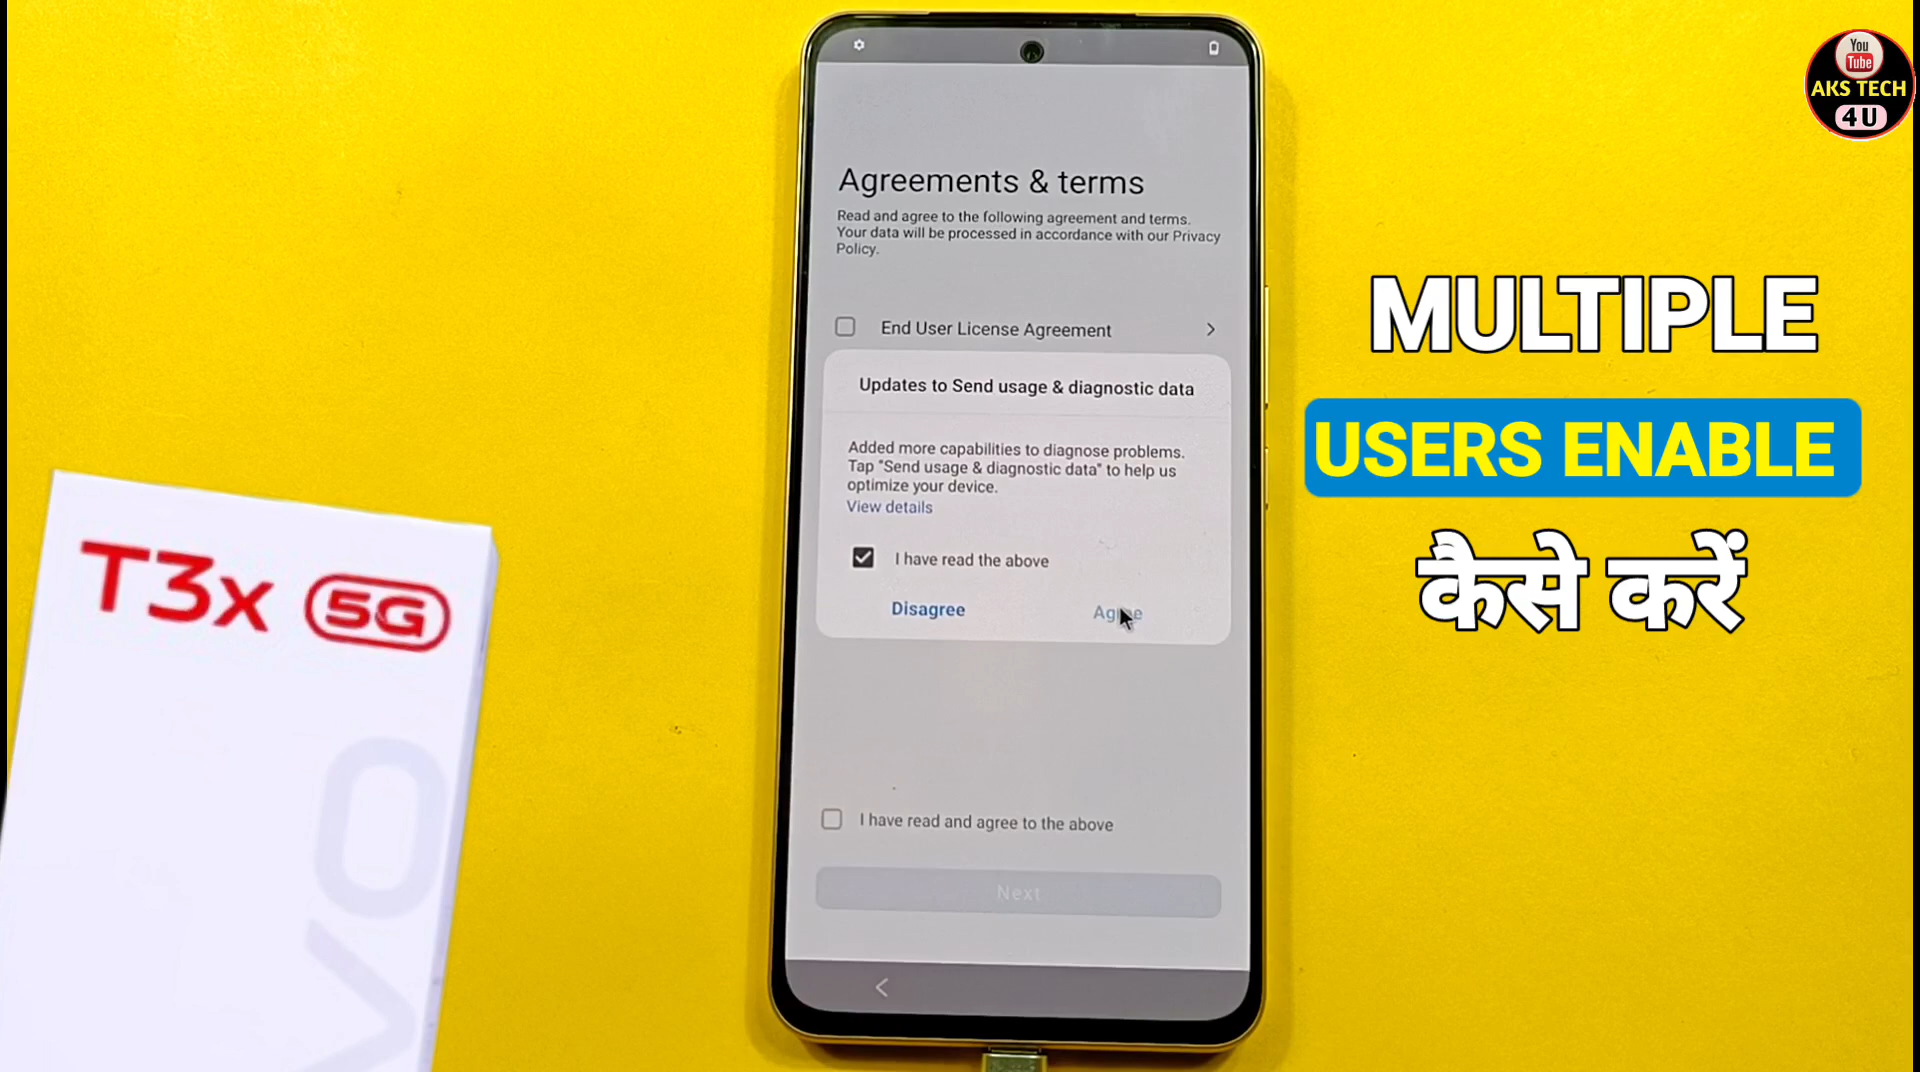 You
Tube
AKS TECH
4U
Agreements & terms
Read and agree to the following agreement and terms.
Your data will be processed in accordance with our Privacy
Policy.
End User License Agreement
Updates to Send usage & diagnostic data
Added more capabilities to diagnose problems.
Tap "Send usage & diagnostic data" to help us
optimize your device.
View details
I have read the above
Disagree
Agree
I have read and agree to the above
Next
MULTIPLE
USERS ENABLE
कैसे करें
T3x 5G
VO